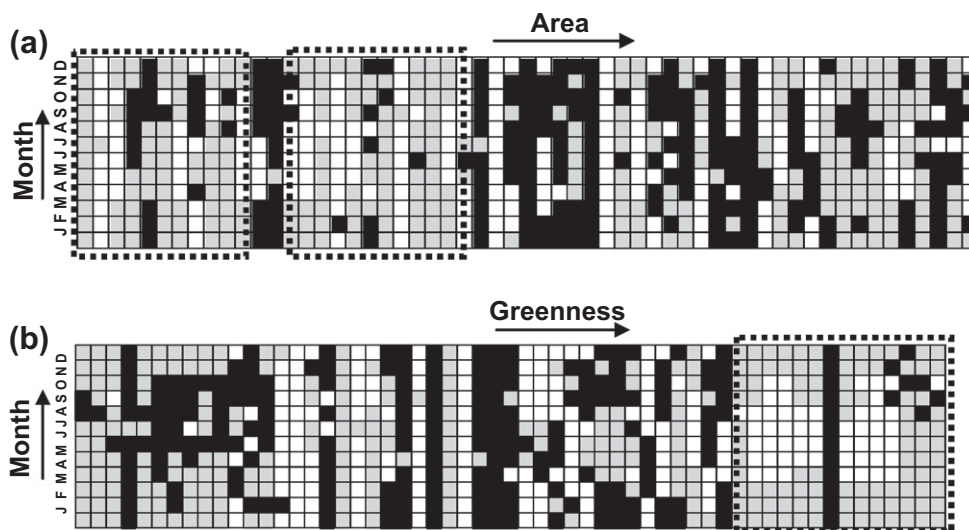 (a)
Area
Month
J F M A M J J A S O N D
(b)
Greenness
Month
J F M A M J J A S O N D